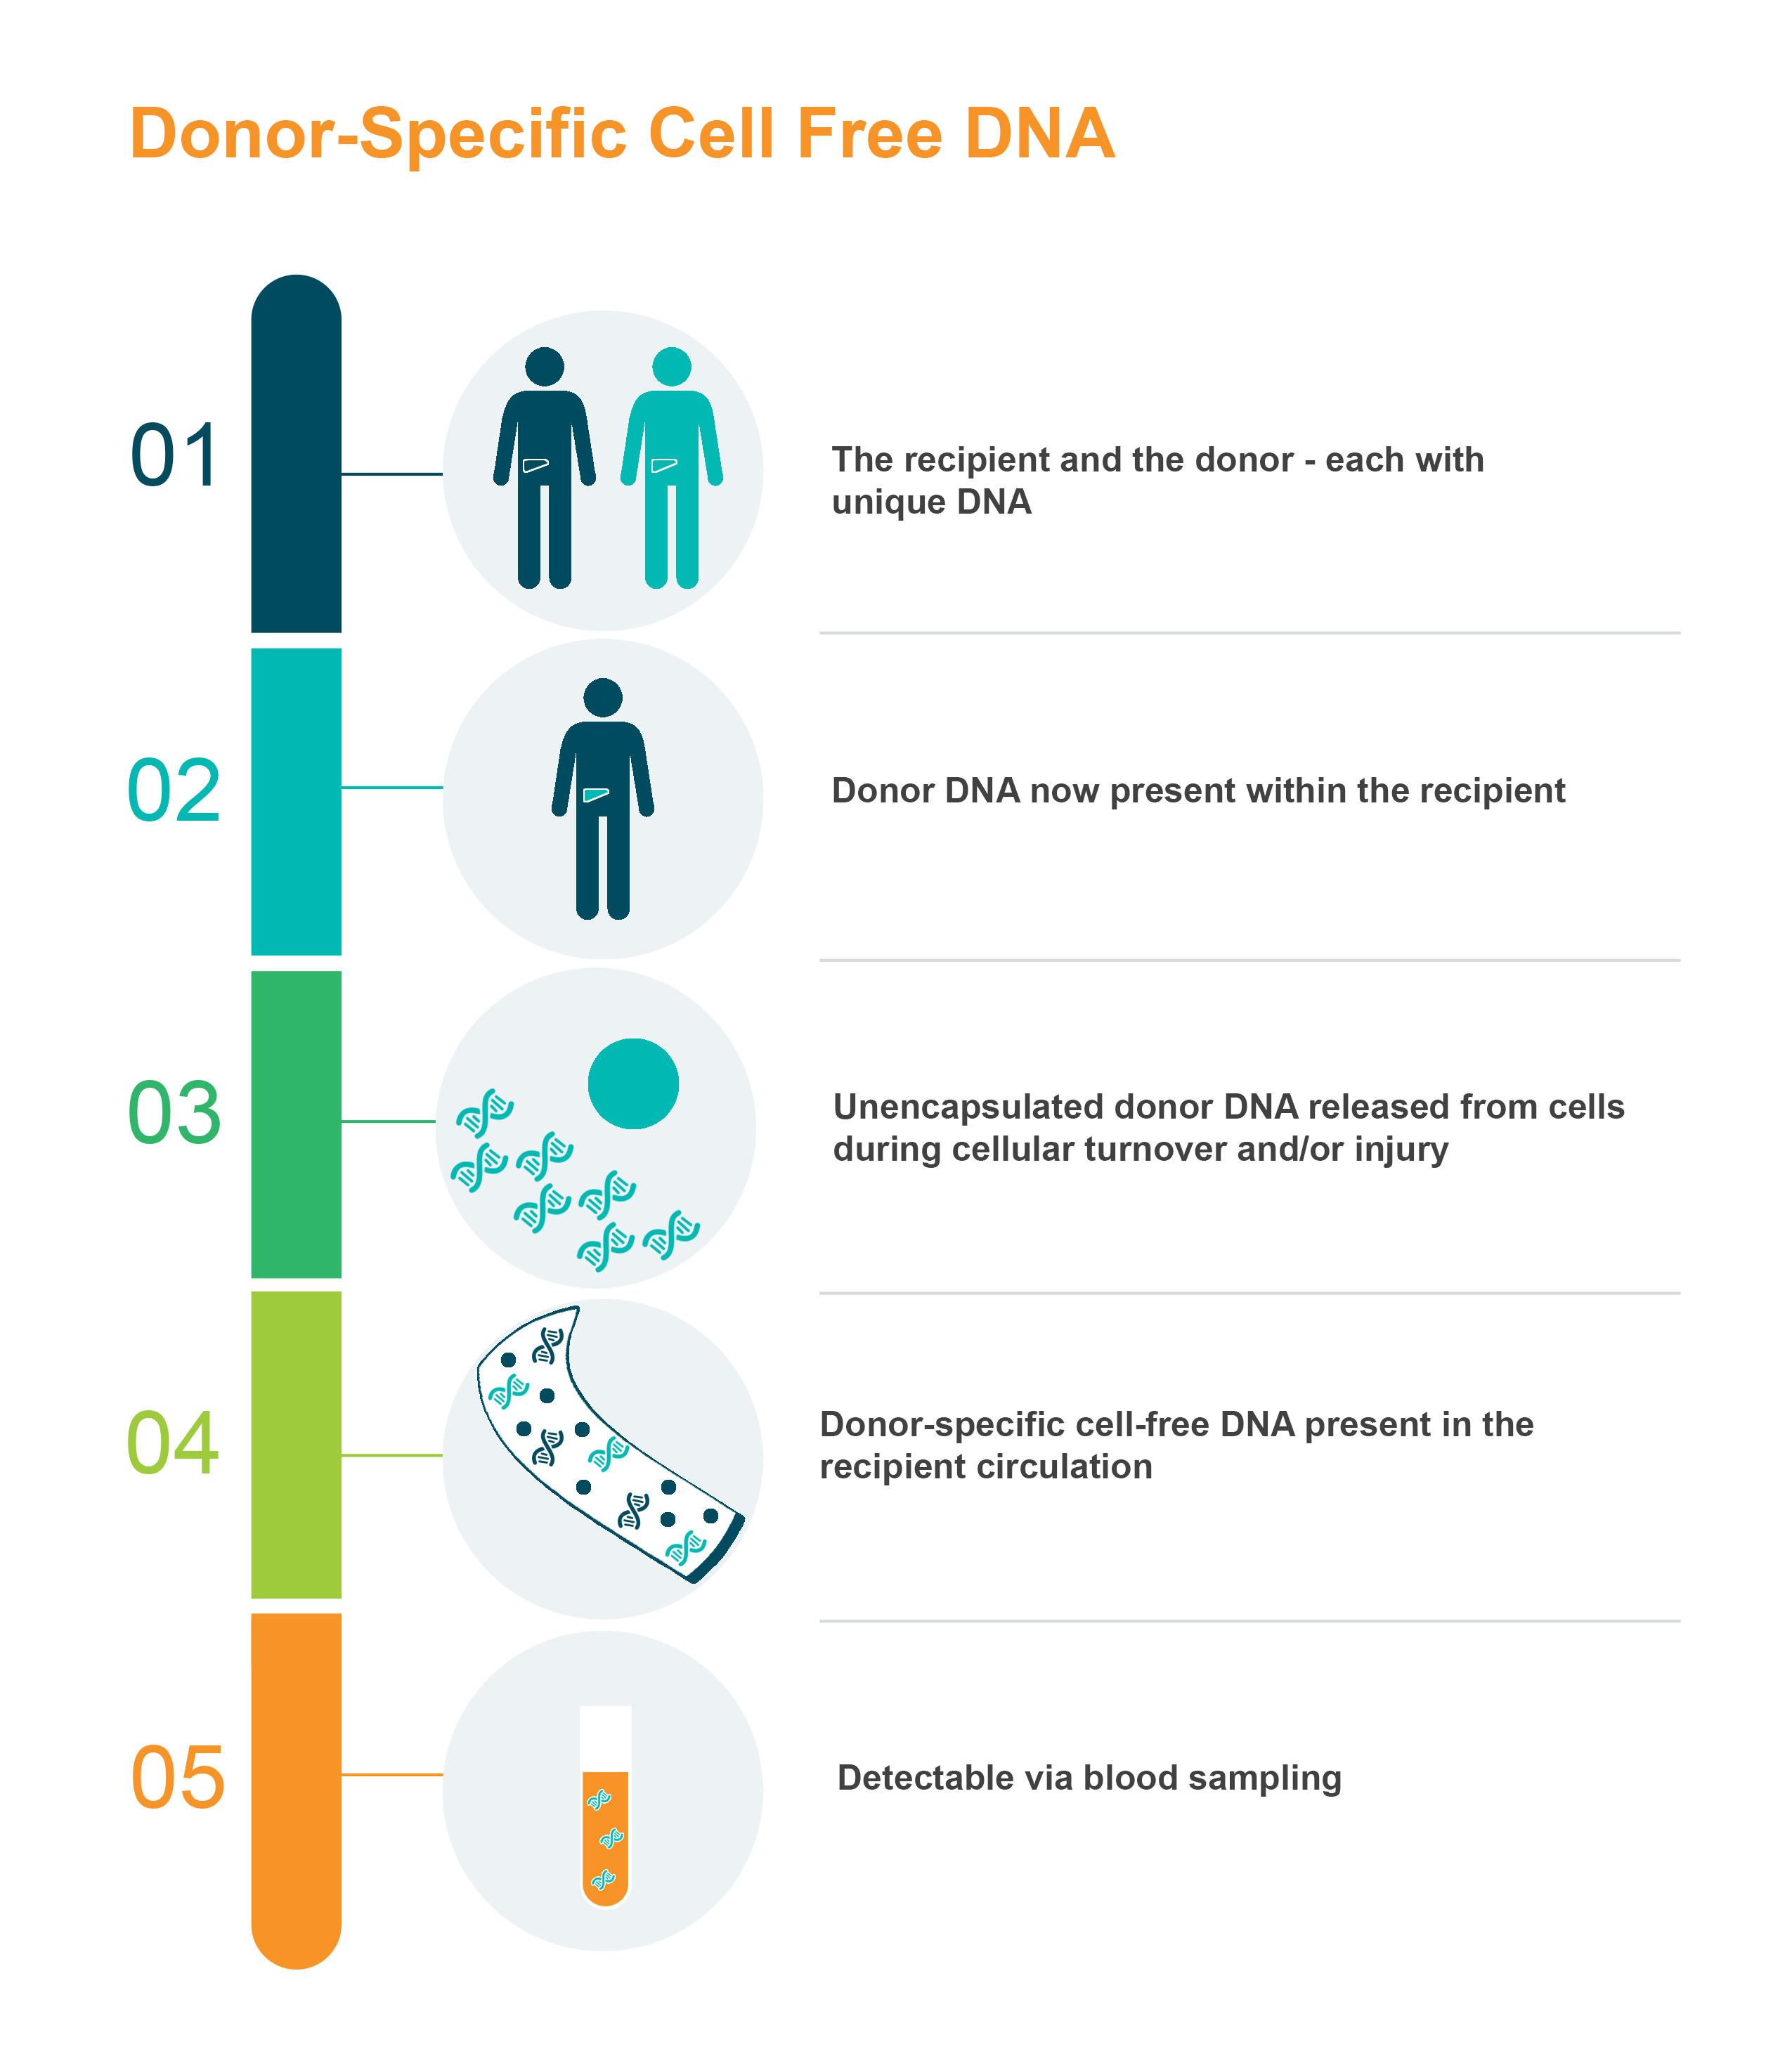 Donor-Specific Cell Free DNA
01
The recipient and the donor - each with
unique DNA
02
Donor DNA now present within the recipient
03
Unencapsulated donor DNA released from cells
during cellular turnover and/or injury
04
Donor-specific cell-free DNA present in the
recipient circulation
05
Detectable via blood sampling